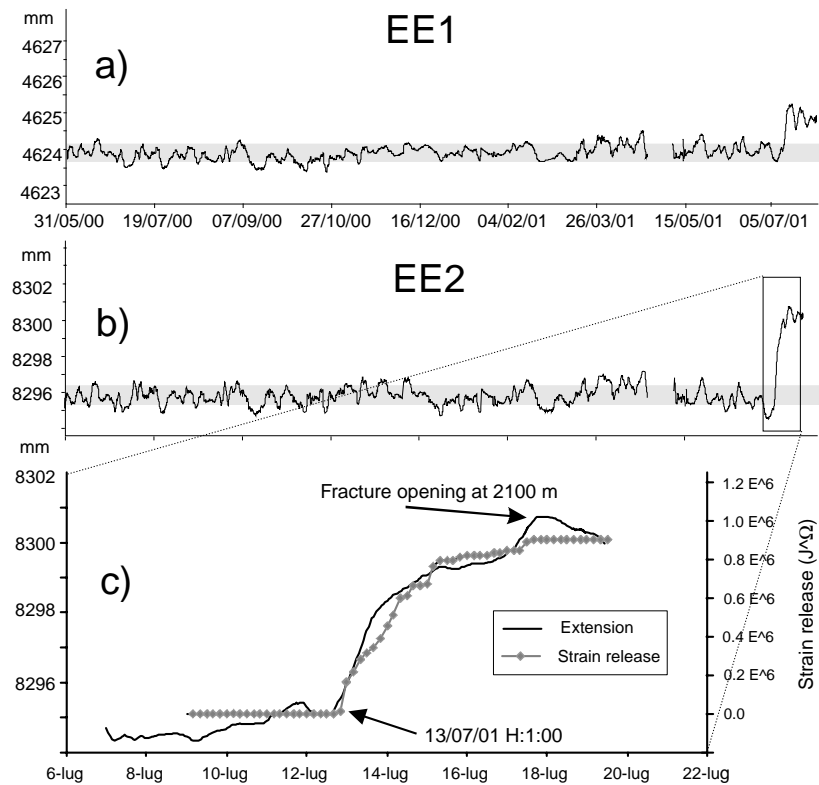 mm
EE1
a)
4627
4626
4625
4624
4623
31/05/00 19/07/00 07/09/00 27/10/00 16/12/00 04/02/01 26/03/01 15/05/01 05/07/01
mm
EE2
b)
8302
8300
8298
8296
mm
8302
8300
8298
8296
c)
Fracture opening at 2100 m
Extension
Strain release
13/07/01 H:1:00
1.2 E^6
1.0 E^6
0.8 E^6
0.6 E^6
0.4 E^6
0.2 E^6
0.0
Strain release (J^Ω)
6-lug 8-lug 10-lug 12-lug 14-lug 16-lug 18-lug 20-lug 22-lug